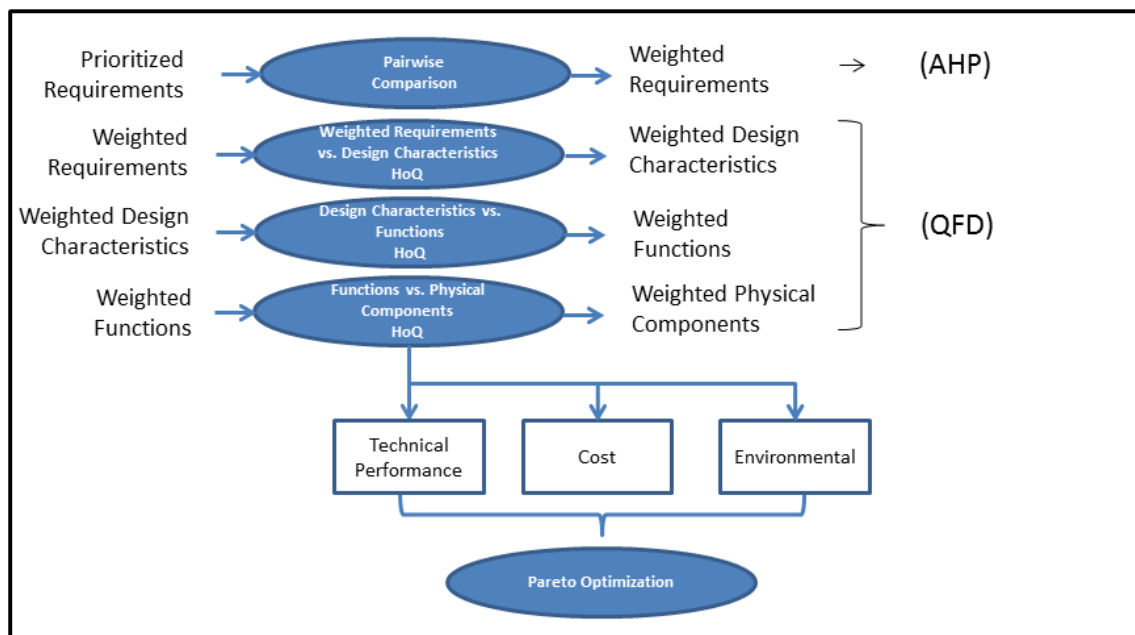 Prioritized
Requirements
Pairwise
Comparison
Weighted
Requirements
(AHP)
Weighted
Requirements
Weighted Requirements
vs. Design Characteristics
HoQ
Weighted Design
Characteristics
Weighted Design
Characteristics
Design Characteristics vs.
Functions
HoQ
Weighted
Functions
(QFD)
Weighted
Functions
Functions vs. Physical
Components
HoQ
Weighted Physical
Components
Technical
Performance
Cost
Environmental
Pareto Optimization